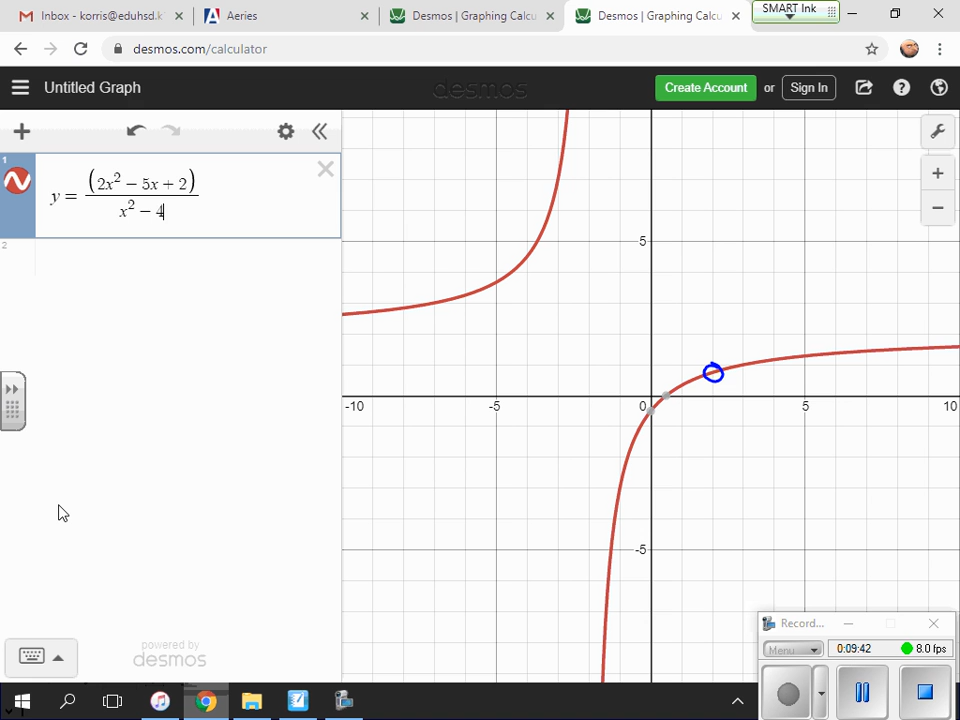 Inbox - korris@eduhsd.k
Aeries
Desmos | Graphing Calcu
Desmos | Graphing Calcu
SMART Ink
desmos.com/calculator
Untitled Graph
desmos
Create Account or Sign In
1
y = (2x² − 5x + 2) / x² − 4
2
5
-10 -5 0 5 10
-5
powered by
desmos
Record...
Menu 0:09:42 8.0 fps